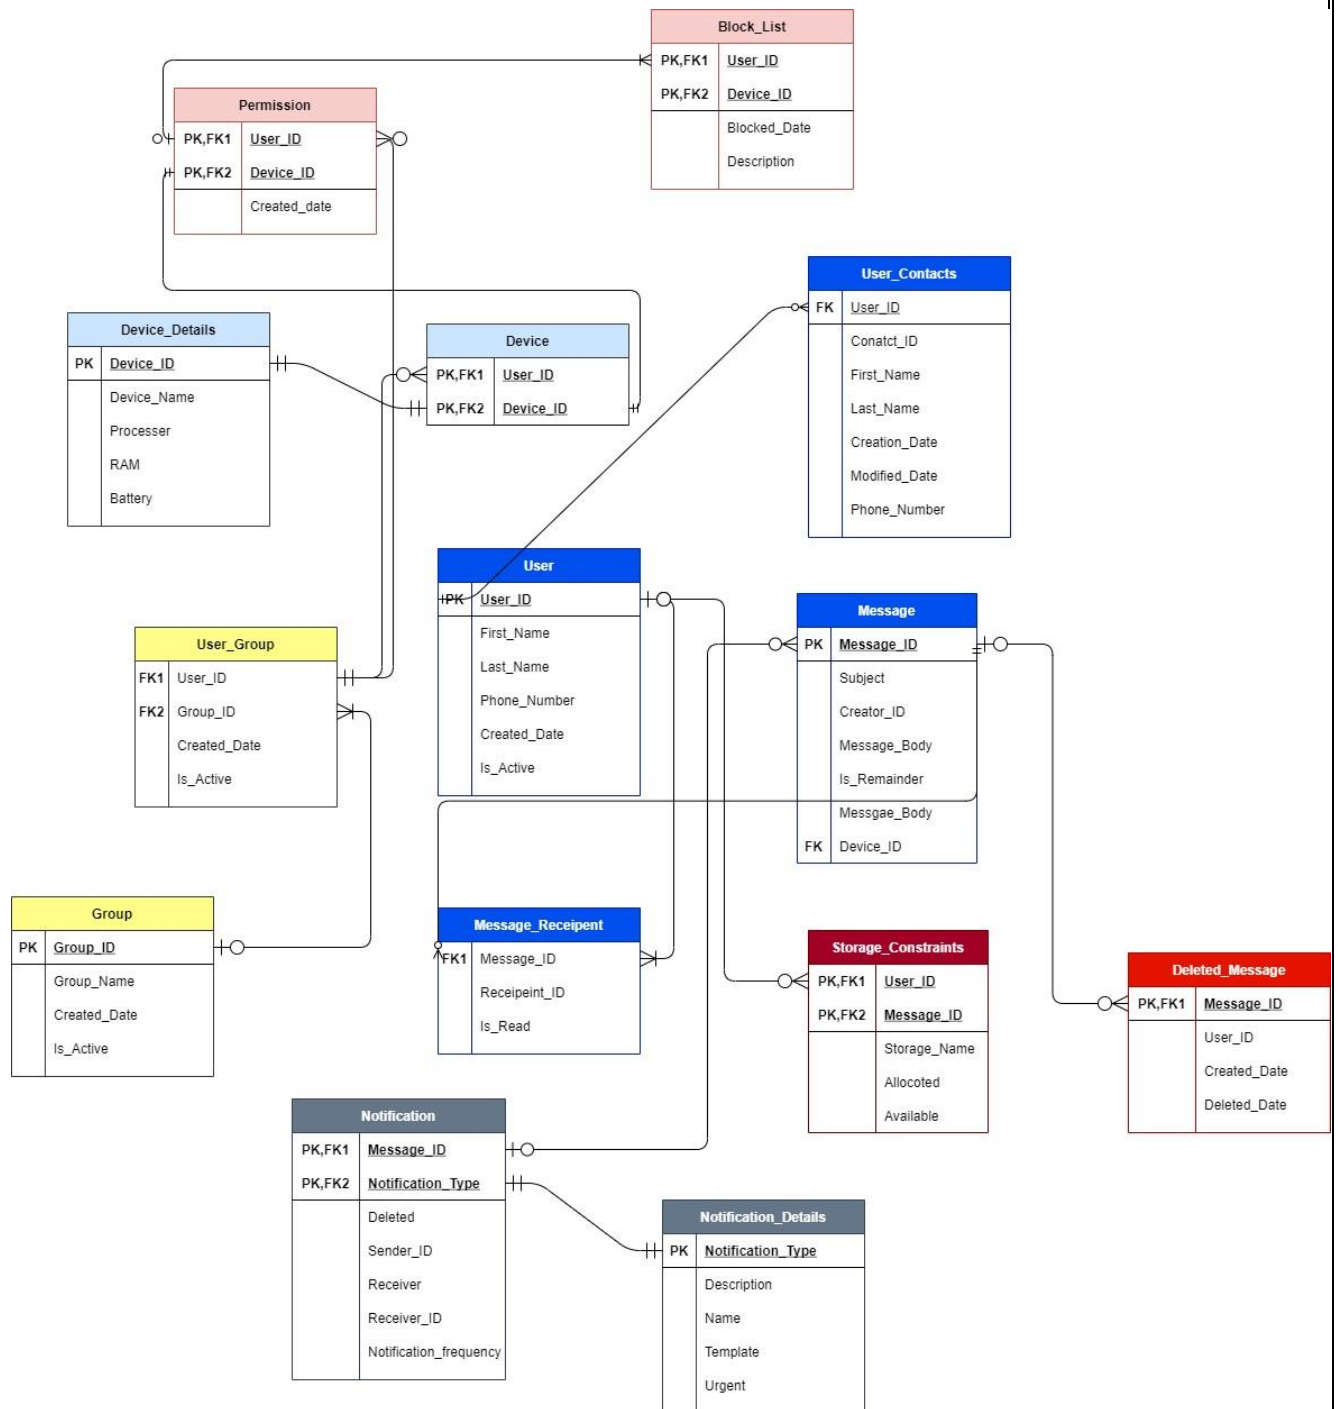 Block_List
PK,FK1 User_ID
PK,FK2 Device_ID
Blocked_Date
Description
Permission
PK,FK1 User_ID
PK,FK2 Device_ID
Created_date
User_Contacts
FK User_ID
Conatct_ID
First_Name
Last_Name
Creation_Date
Modified_Date
Phone_Number
Device_Details
PK Device_ID
Device_Name
Processer
RAM
Battery
Device
PK,FK1 User_ID
PK,FK2 Device_ID
User
PK User_ID
First_Name
Last_Name
Phone_Number
Created_Date
Is_Active
Message
PK Message_ID
Subject
Creator_ID
Message_Body
Is_Remainder
Messgae_Body
FK Device_ID
User_Group
FK1 User_ID
FK2 Group_ID
Created_Date
Is_Active
Group
PK Group_ID
Group_Name
Created_Date
Is_Active
Message_Receipent
FK1 Message_ID
Receipeint_ID
Is_Read
Storage_Constraints
PK,FK1 User_ID
PK,FK2 Message_ID
Storage_Name
Allocoted
Available
Deleted_Message
PK,FK1 Message_ID
User_ID
Created_Date
Deleted_Date
Notification
PK,FK1 Message_ID
PK,FK2 Notification_Type
Deleted
Sender_ID
Receiver
Receiver_ID
Notification_frequency
Notification_Details
PK Notification_Type
Description
Name
Template
Urgent